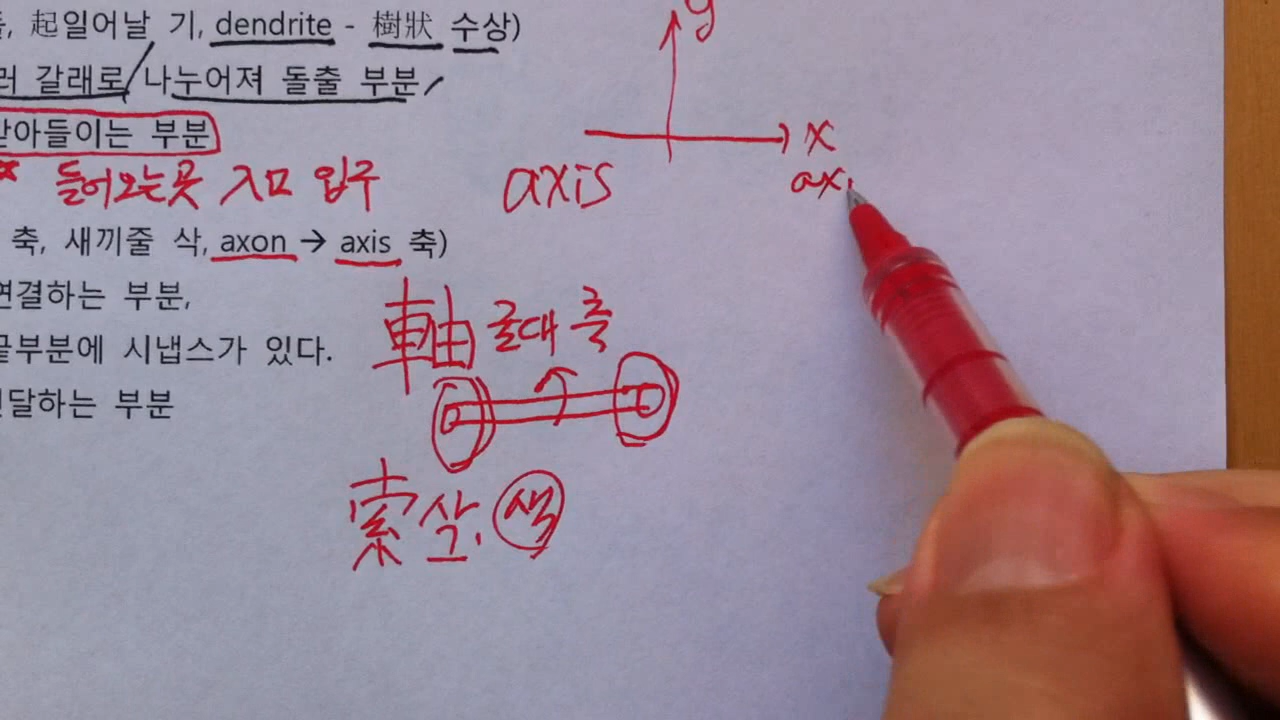 起일어날 기, dendrite - 樹狀 수상)
갈래로 나누어져 돌출 부분
받아들이는 부분
들어오는곳 入口 입구
y
x
axis
ax
축, 새끼줄 삭, axon → axis 축)
연결하는 부분,
끝부분에 시냅스가 있다.
전달하는 부분
軸 굴대 축
索 삭. 색